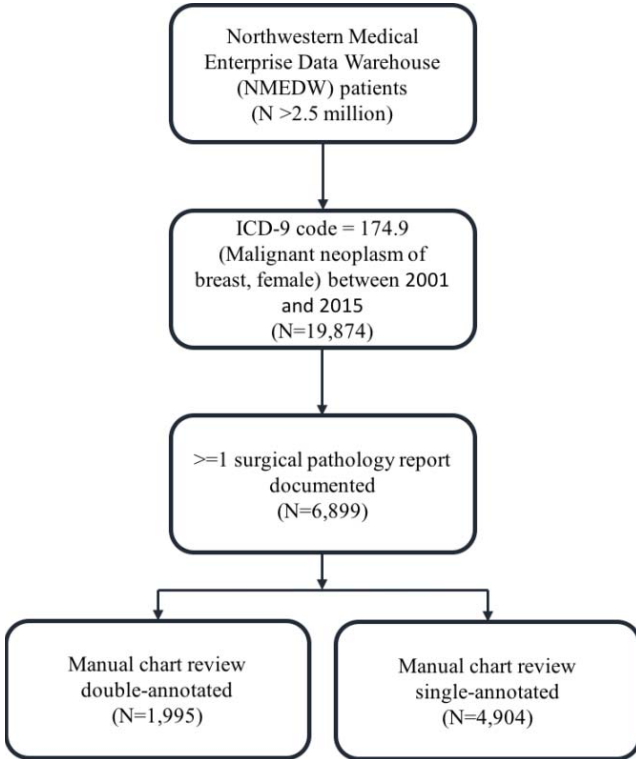 Northwestern Medical
Enterprise Data Warehouse
(NMEDW) patients
(N >2.5 million)
ICD-9 code = 174.9
(Malignant neoplasm of
breast, female) between 2001
and 2015
(N=19,874)
>=1 surgical pathology report
documented
(N=6,899)
Manual chart review
double-annotated
(N=1,995)
Manual chart review
single-annotated
(N=4,904)